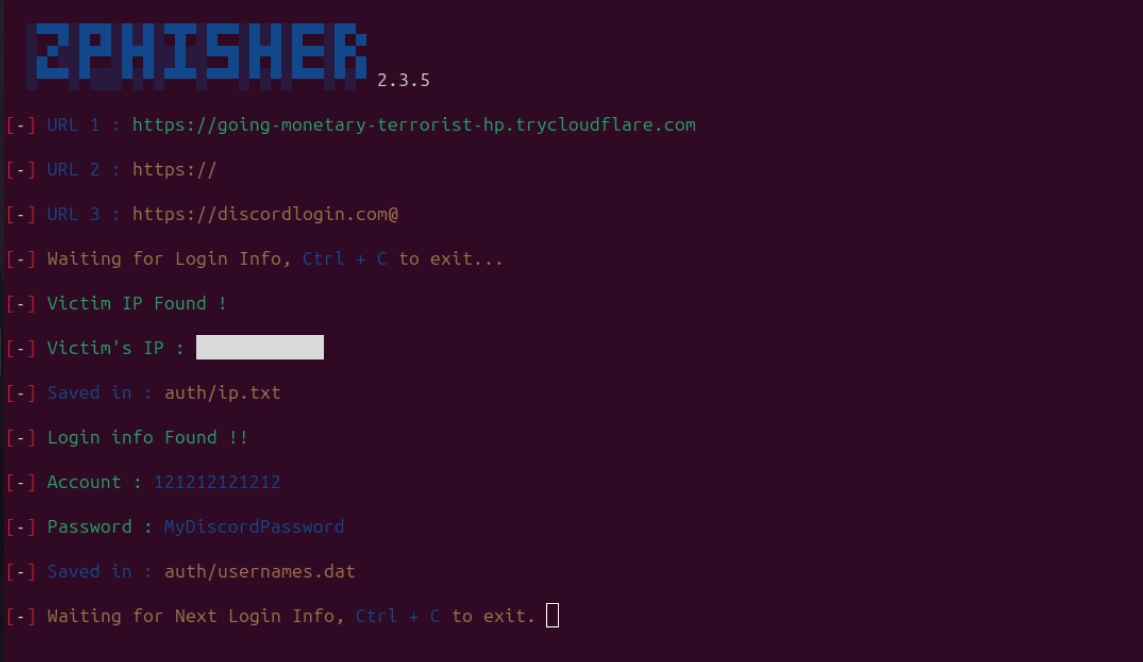 ZPHISHER 2.3.5
[-] URL 1 : https://going-monetary-terrorist-hp.trycloudflare.com
[-] URL 2 : https://
[-] URL 3 : https://discordlogin.com@
[-] Waiting for Login Info, Ctrl + C to exit...
[-] Victim IP Found !
[-] Victim's IP :
[-] Saved in : auth/ip.txt
[-] Login info Found !!
[-] Account : 121212121212
[-] Password : MyDiscordPassword
[-] Saved in : auth/usernames.dat
[-] Waiting for Next Login Info, Ctrl + C to exit.